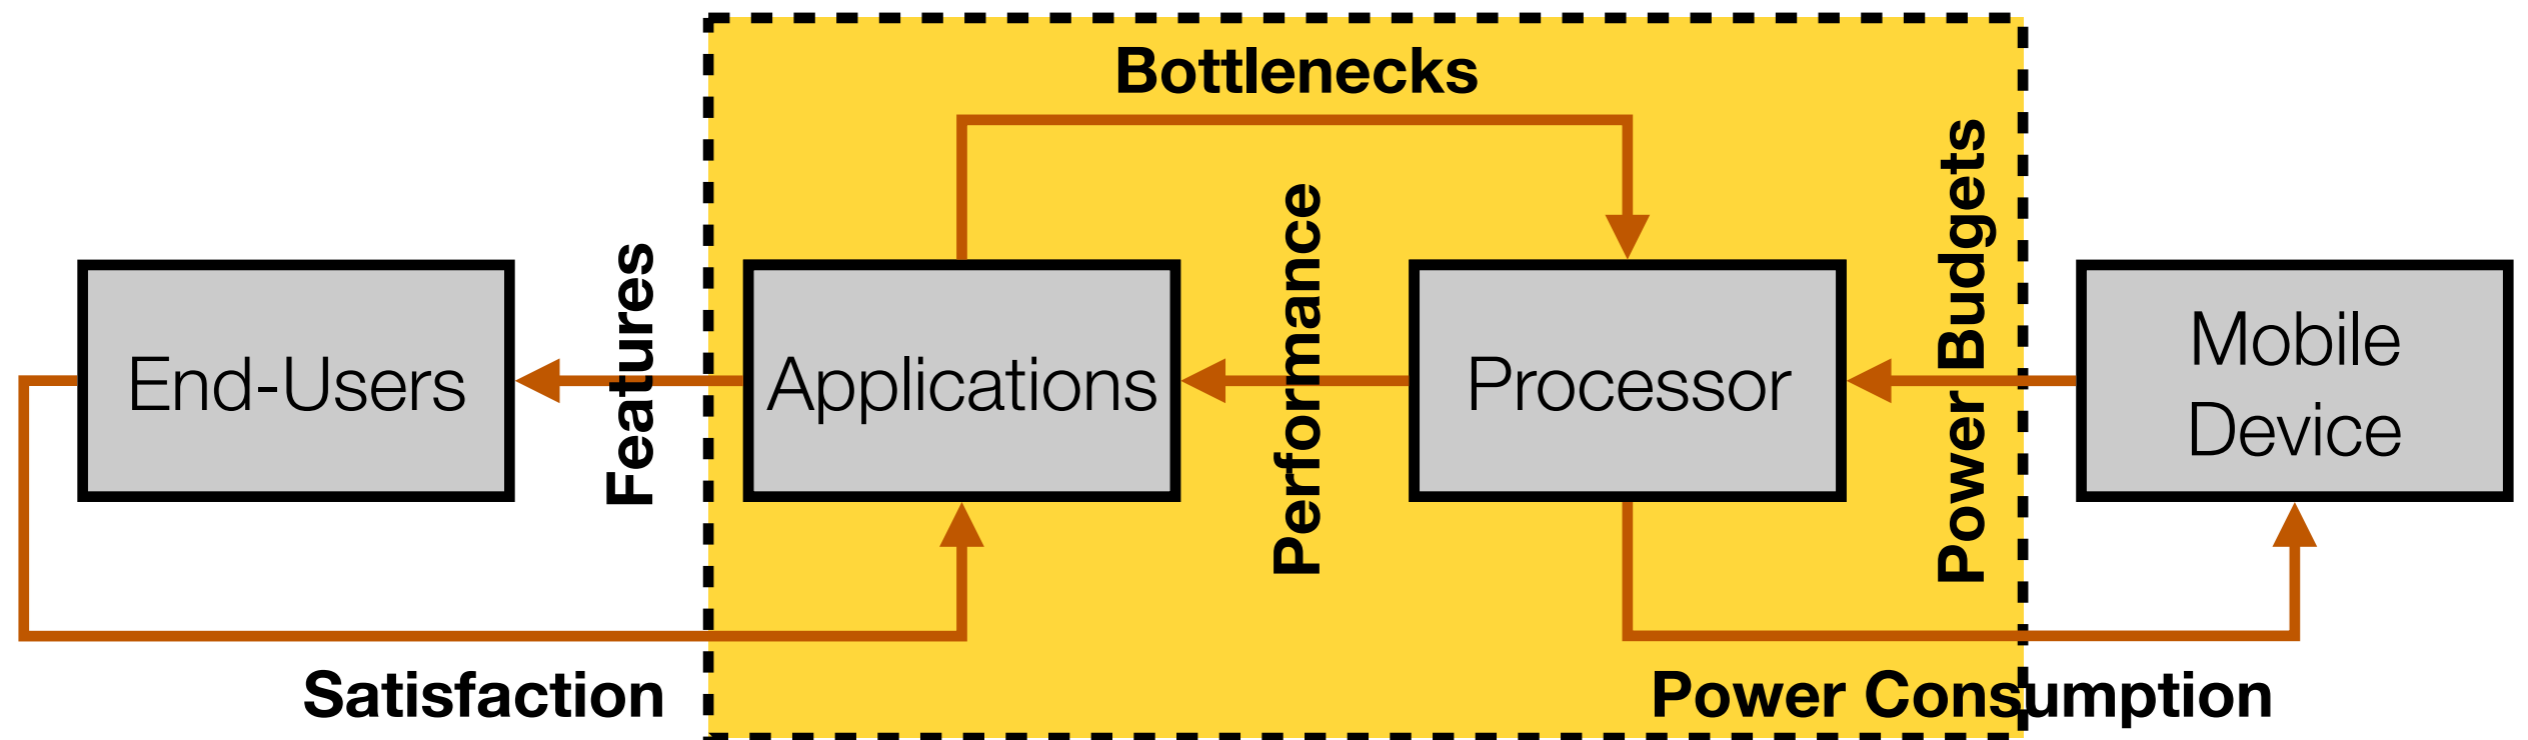 Bottlenecks
End-Users
Features
Applications
Performance
Processor
Power Budgets
Mobile
Device
Satisfaction
Power Consumption